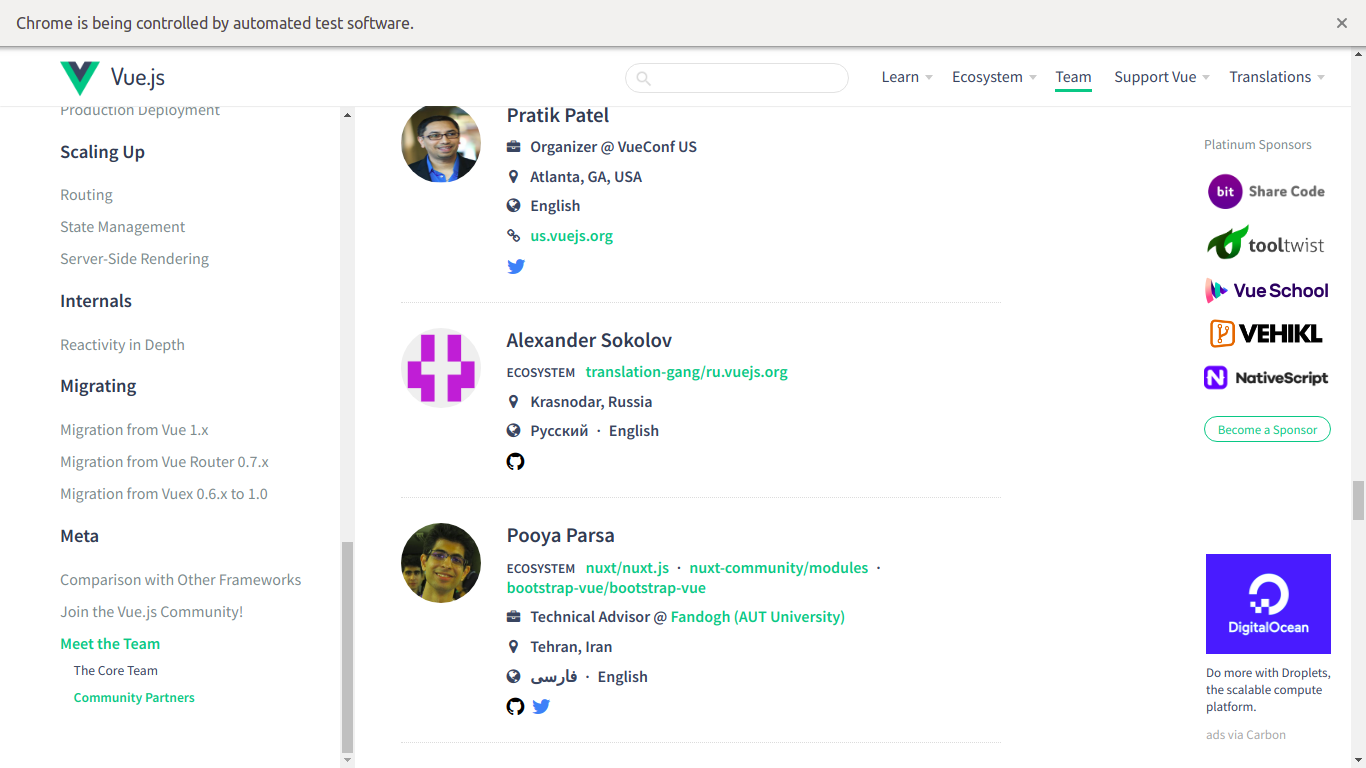 Chrome is being controlled by automated test software.
Vue.js
Learn
Ecosystem
Team
Support Vue
Translations
Production Deployment
Scaling Up
Routing
State Management
Server-Side Rendering
Internals
Reactivity in Depth
Migrating
Migration from Vue 1.x
Migration from Vue Router 0.7.x
Migration from Vuex 0.6.x to 1.0
Meta
Comparison with Other Frameworks
Join the Vue.js Community!
Meet the Team
The Core Team
Community Partners
Pratik Patel
Organizer @ VueConf US
Atlanta, GA, USA
English
us.vuejs.org
Alexander Sokolov
ECOSYSTEM translation-gang/ru.vuejs.org
Krasnodar, Russia
Русский · English
Pooya Parsa
ECOSYSTEM nuxt/nuxt.js · nuxt-community/modules ·
bootstrap-vue/bootstrap-vue
Technical Advisor @ Fandogh (AUT University)
Tehran, Iran
فارسی · English
Platinum Sponsors
bit Share Code
tooltwist
Vue School
VEHIKL
N NativeScript
Become a Sponsor
DigitalOcean
Do more with Droplets,
the scalable compute
platform.
ads via Carbon